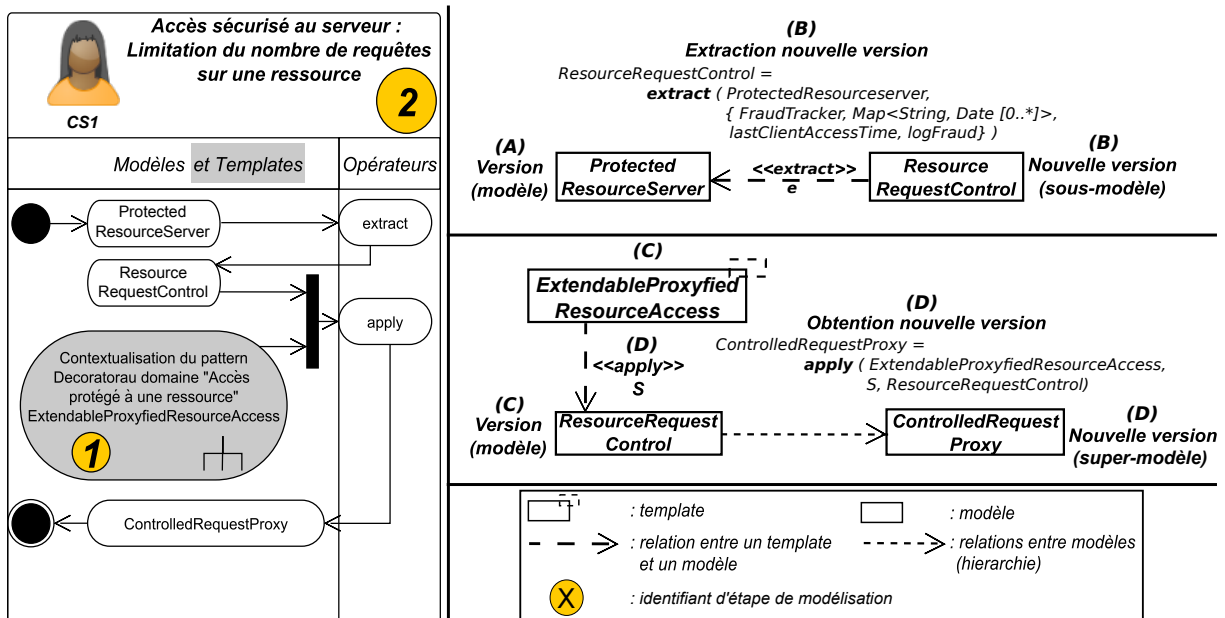 Accès sécurisé au serveur :
Limitation du nombre de requêtes
sur une ressource
CS1
2
Modèles et Templates
Opérateurs
Protected
ResourceServer
extract
Resource
RequestControl
apply
Contextualisation du pattern
Decoratorau domaine "Accès
protégé à une ressource"
ExtendableProxyfiedResourceAccess
1
ControlledRequestProxy
(B)
Extraction nouvelle version
ResourceRequestControl =
extract ( ProtectedResourceserver,
{ FraudTracker, Map<String, Date [0..*]>,
lastClientAccessTime, logFraud} )
(A)
Version
(modèle)
Protected
ResourceServer
<<extract>>
e
Resource
RequestControl
(B)
Nouvelle version
(sous-modèle)
(C)
ExtendableProxyfied
ResourceAccess
(D)
<<apply>>
S
(D)
Obtention nouvelle version
ControlledRequestProxy =
apply ( ExtendableProxyfiedResourceAccess,
S, ResourceRequestControl)
(C)
Version
(modèle)
ResourceRequest
Control
ControlledRequest
Proxy
(D)
Nouvelle version
(super-modèle)
: template
: modèle
: relation entre un template
et un modèle
: relations entre modèles
(hierarchie)
X
: identifiant d'étape de modélisation